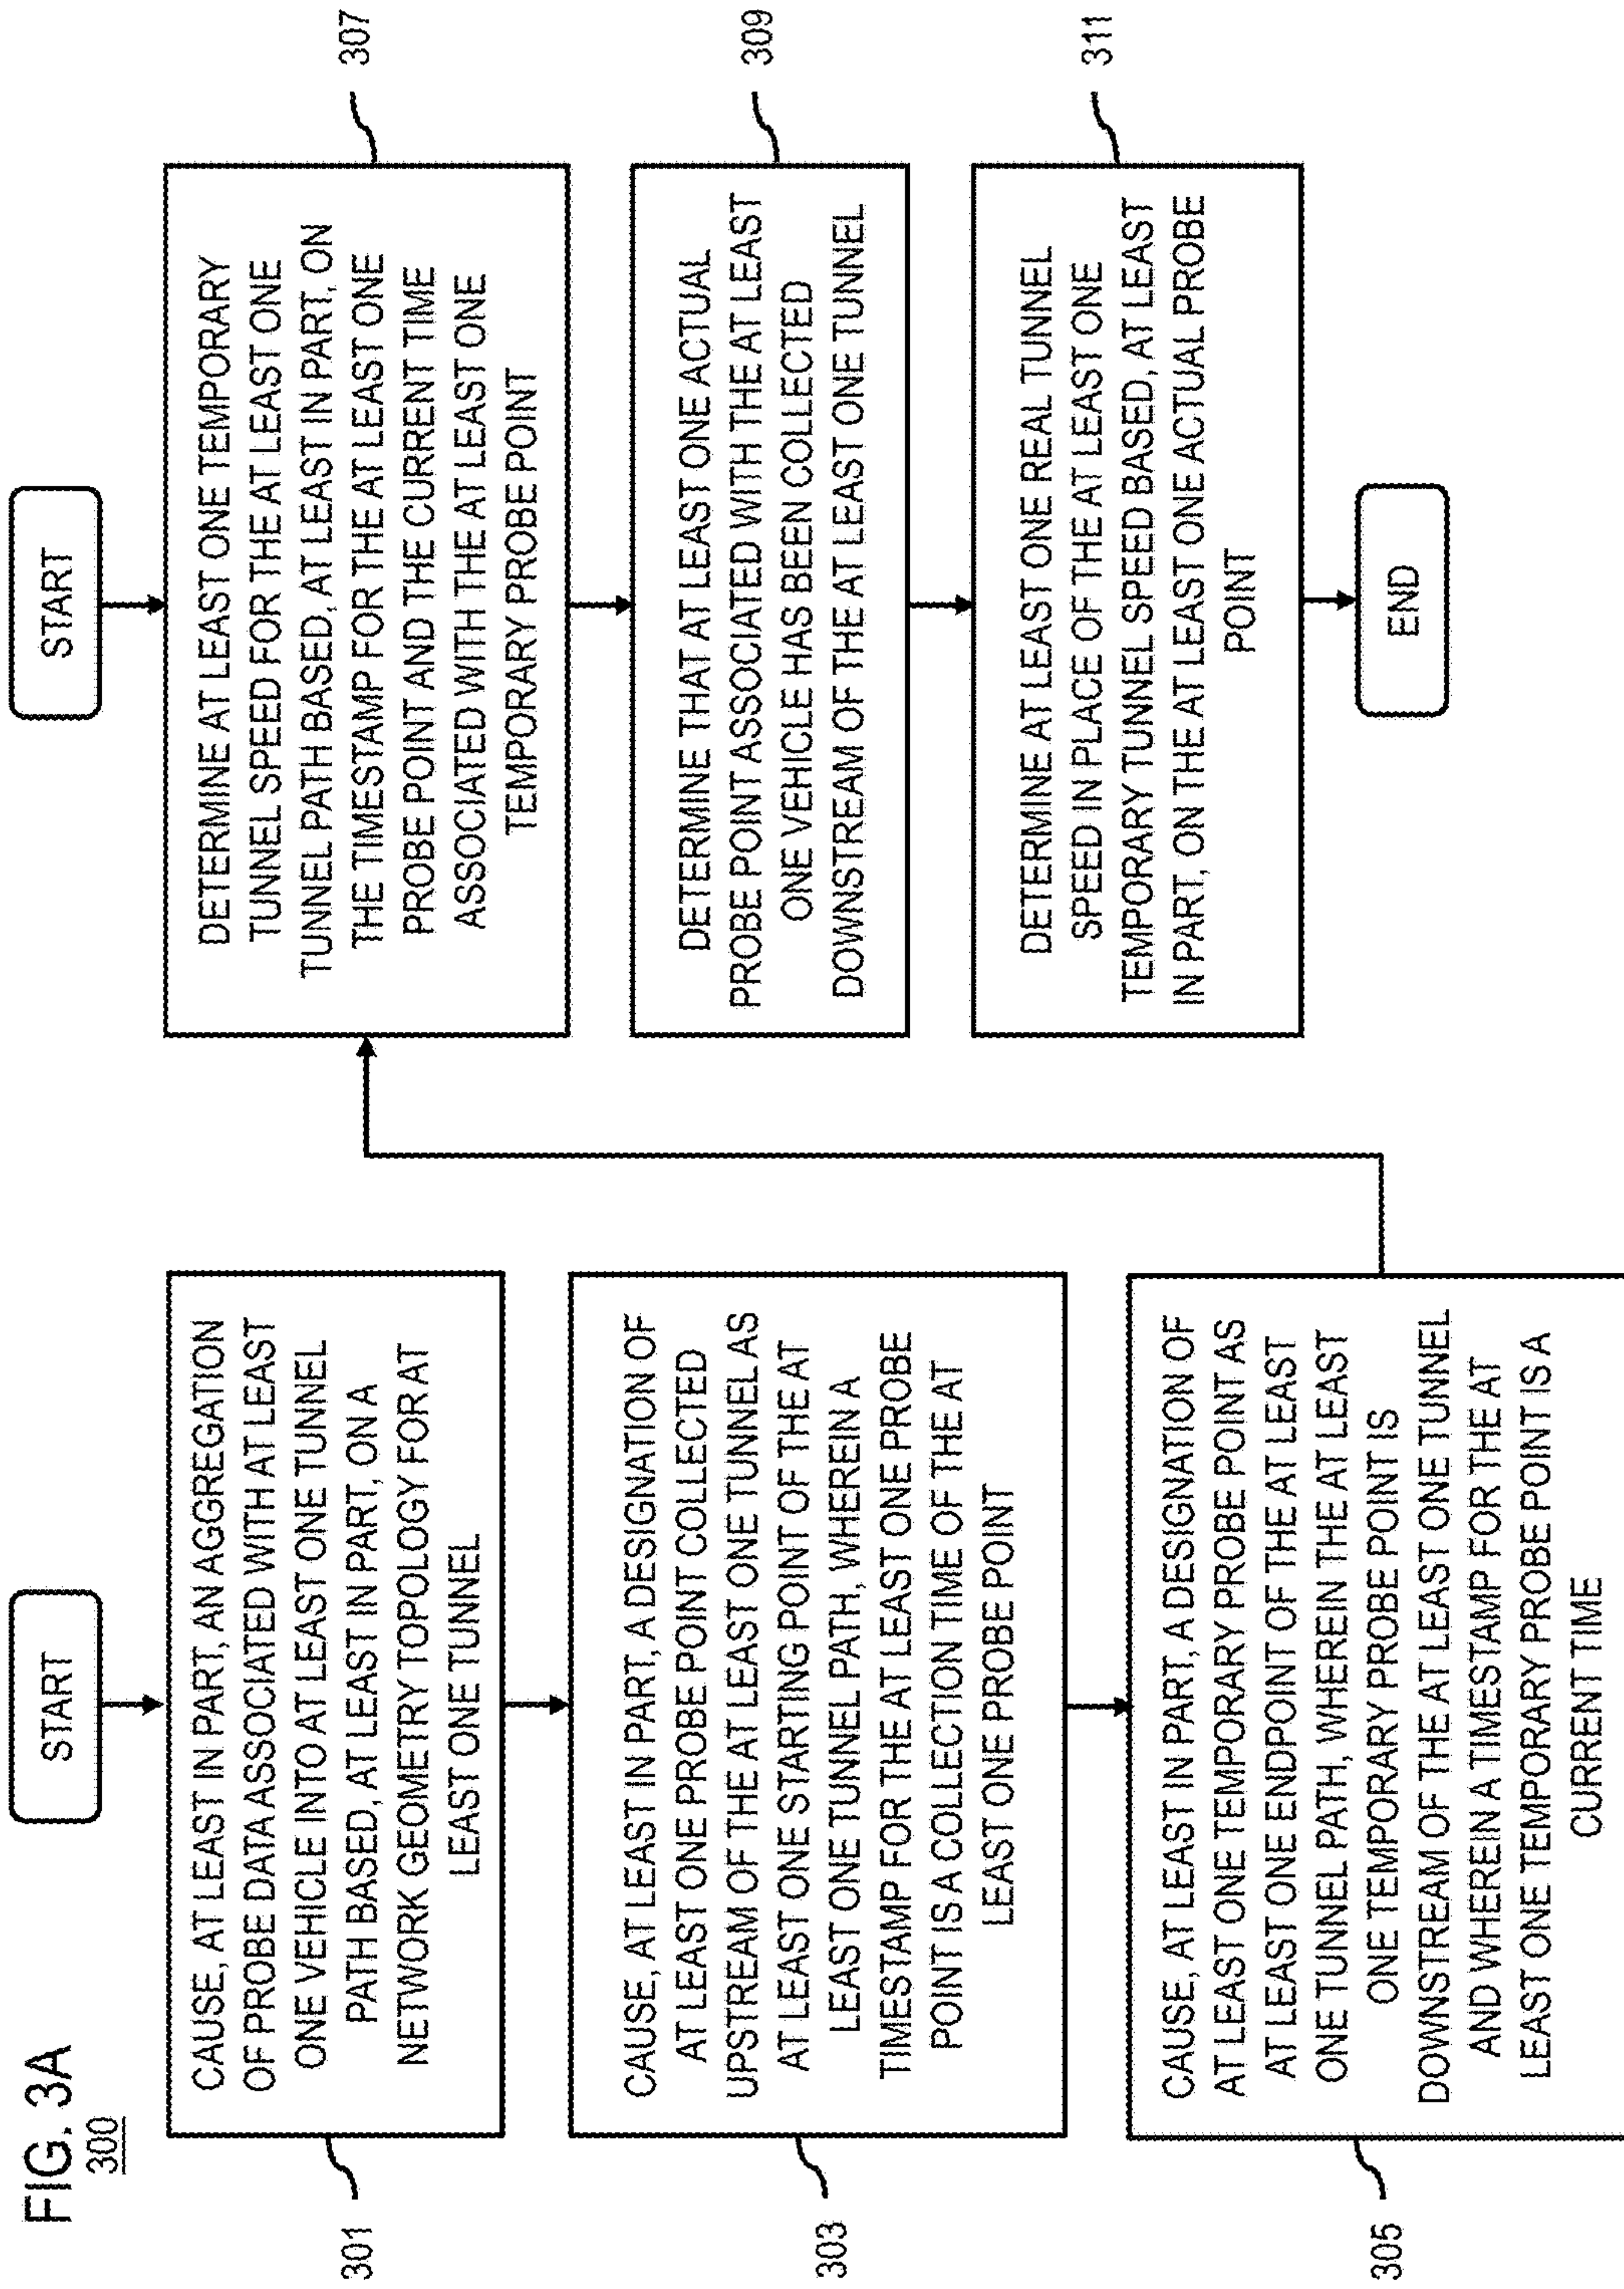 FIG. 3A
300
START
CAUSE, AT LEAST IN PART, AN AGGREGATION
OF PROBE DATA ASSOCIATED WITH AT LEAST
ONE VEHICLE INTO AT LEAST ONE TUNNEL
PATH BASED, AT LEAST IN PART, ON A
NETWORK GEOMETRY TOPOLOGY FOR AT
LEAST ONE TUNNEL
301
CAUSE, AT LEAST IN PART, A DESIGNATION OF
AT LEAST ONE PROBE POINT COLLECTED
UPSTREAM OF THE AT LEAST ONE TUNNEL AS
AT LEAST ONE STARTING POINT OF THE AT
LEAST ONE TUNNEL PATH, WHEREIN A
TIMESTAMP FOR THE AT LEAST ONE PROBE
POINT IS A COLLECTION TIME OF THE AT
LEAST ONE PROBE POINT
303
CAUSE, AT LEAST IN PART, A DESIGNATION OF
AT LEAST ONE TEMPORARY PROBE POINT AS
AT LEAST ONE ENDPOINT OF THE AT LEAST
ONE TUNNEL PATH, WHEREIN THE AT LEAST
ONE TEMPORARY PROBE POINT IS
DOWNSTREAM OF THE AT LEAST ONE TUNNEL
AND WHEREIN A TIMESTAMP FOR THE AT
LEAST ONE TEMPORARY PROBE POINT IS A
CURRENT TIME
305
START
DETERMINE AT LEAST ONE TEMPORARY
TUNNEL SPEED FOR THE AT LEAST ONE
TUNNEL PATH BASED, AT LEAST IN PART, ON
THE TIMESTAMP FOR THE AT LEAST ONE
PROBE POINT AND THE CURRENT TIME
ASSOCIATED WITH THE AT LEAST ONE
TEMPORARY PROBE POINT
307
DETERMINE THAT AT LEAST ONE ACTUAL
PROBE POINT ASSOCIATED WITH THE AT LEAST
ONE VEHICLE HAS BEEN COLLECTED
DOWNSTREAM OF THE AT LEAST ONE TUNNEL
309
DETERMINE AT LEAST ONE REAL TUNNEL
SPEED IN PLACE OF THE AT LEAST ONE
TEMPORARY TUNNEL SPEED BASED, AT LEAST
IN PART, ON THE AT LEAST ONE ACTUAL PROBE
POINT
311
END